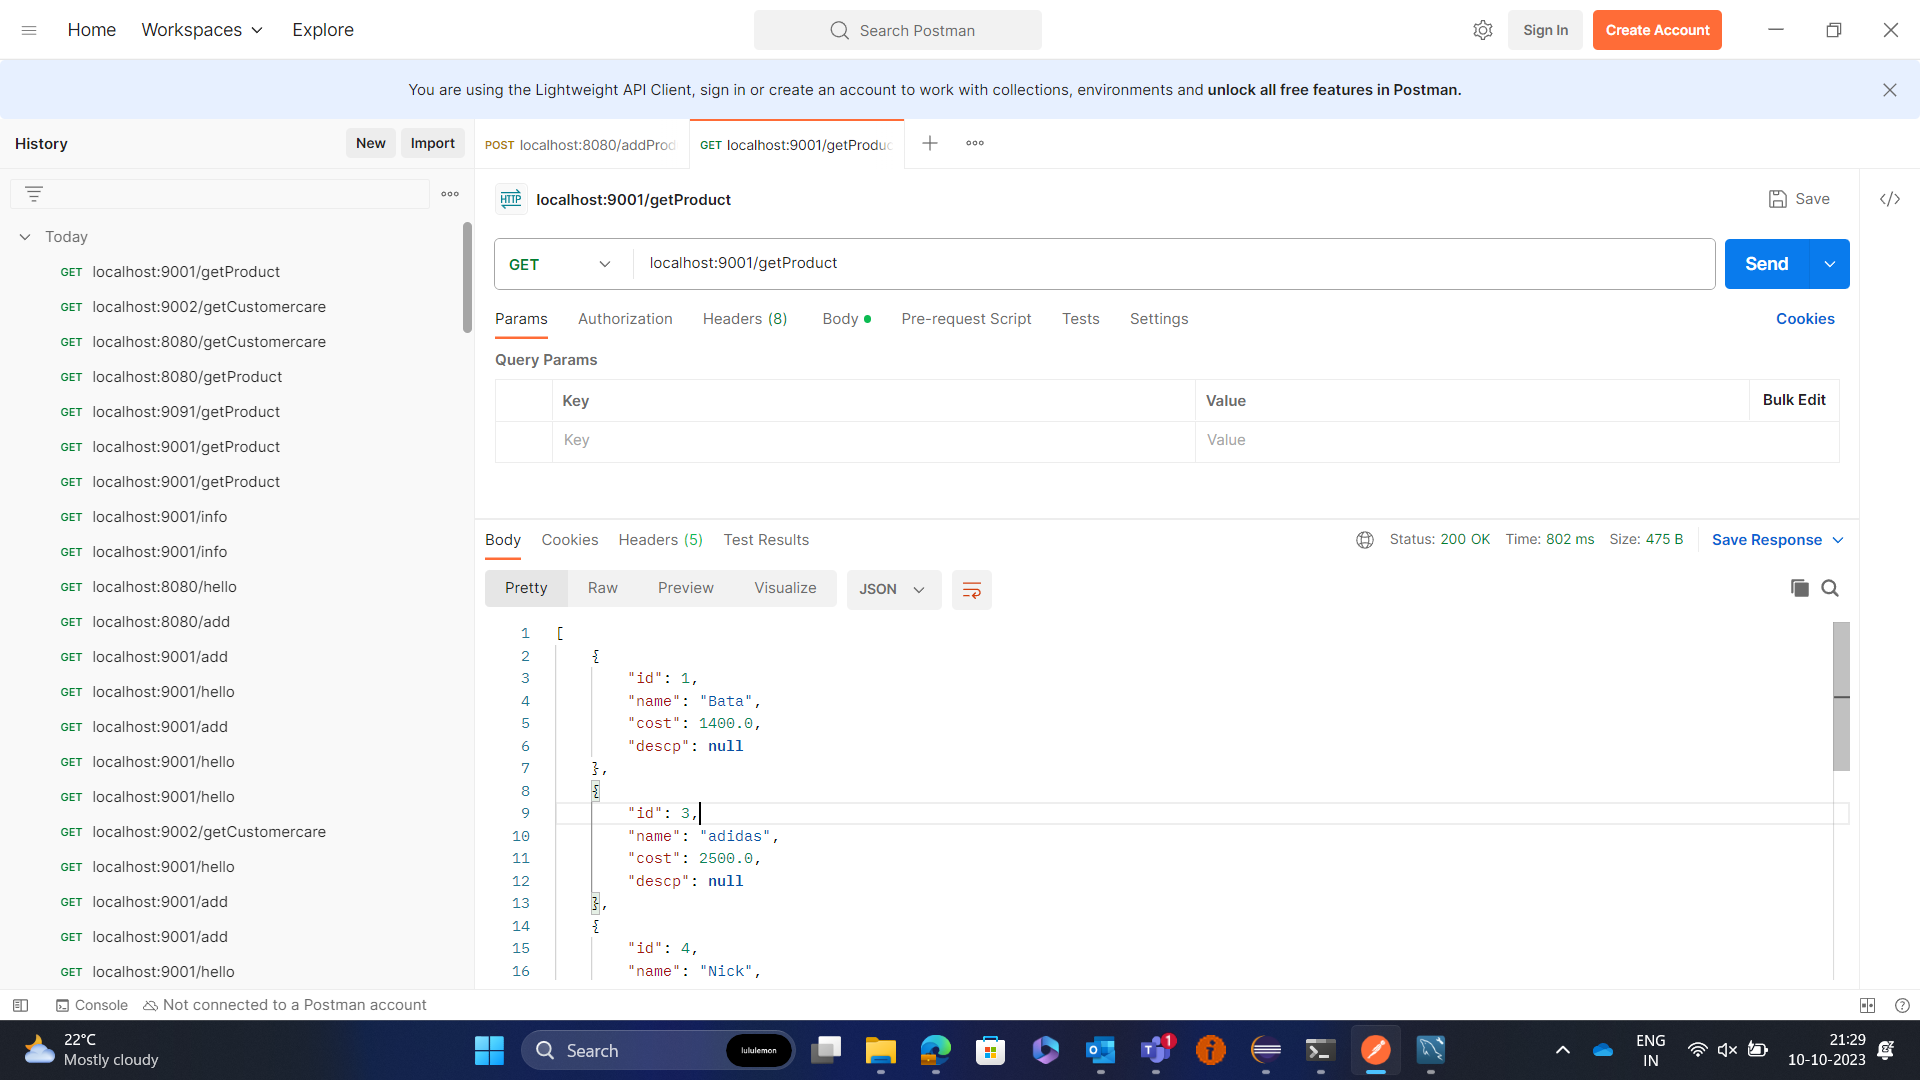 Home Workspaces Explore Search Postman Sign In Create Account
You are using the Lightweight API Client, sign in or create an account to work with collections, environments and unlock all free features in Postman.
History New Import
Today
GET localhost:9001/getProduct
GET localhost:9002/getCustomercare
GET localhost:8080/getCustomercare
GET localhost:8080/getProduct
GET localhost:9091/getProduct
GET localhost:9001/getProduct
GET localhost:9001/getProduct
GET localhost:9001/info
GET localhost:9001/info
GET localhost:8080/hello
GET localhost:8080/add
GET localhost:9001/add
GET localhost:9001/hello
GET localhost:9001/add
GET localhost:9001/hello
GET localhost:9001/hello
GET localhost:9002/getCustomercare
GET localhost:9001/hello
GET localhost:9001/add
GET localhost:9001/add
GET localhost:9001/hello
POST localhost:8080/addProd GET localhost:9001/getProduc
HTTP localhost:9001/getProduct Save </>
GET localhost:9001/getProduct Send
Params Authorization Headers (8) Body Pre-request Script Tests Settings Cookies
Query Params
Key Value Bulk Edit
Key Value
Body Cookies Headers (5) Test Results Status: 200 OK Time: 802 ms Size: 475 B Save Response
Pretty Raw Preview Visualize JSON
1 [
2 {
3 "id": 1,
4 "name": "Bata",
5 "cost": 1400.0,
6 "descp": null
7 },
8 {
9 "id": 3,
10 "name": "adidas",
11 "cost": 2500.0,
12 "descp": null
13 },
14 {
15 "id": 4,
16 "name": "Nick",
Console Not connected to a Postman account
22°C
Mostly cloudy
Search lululemon
1
ENG
IN
21:29
10-10-2023